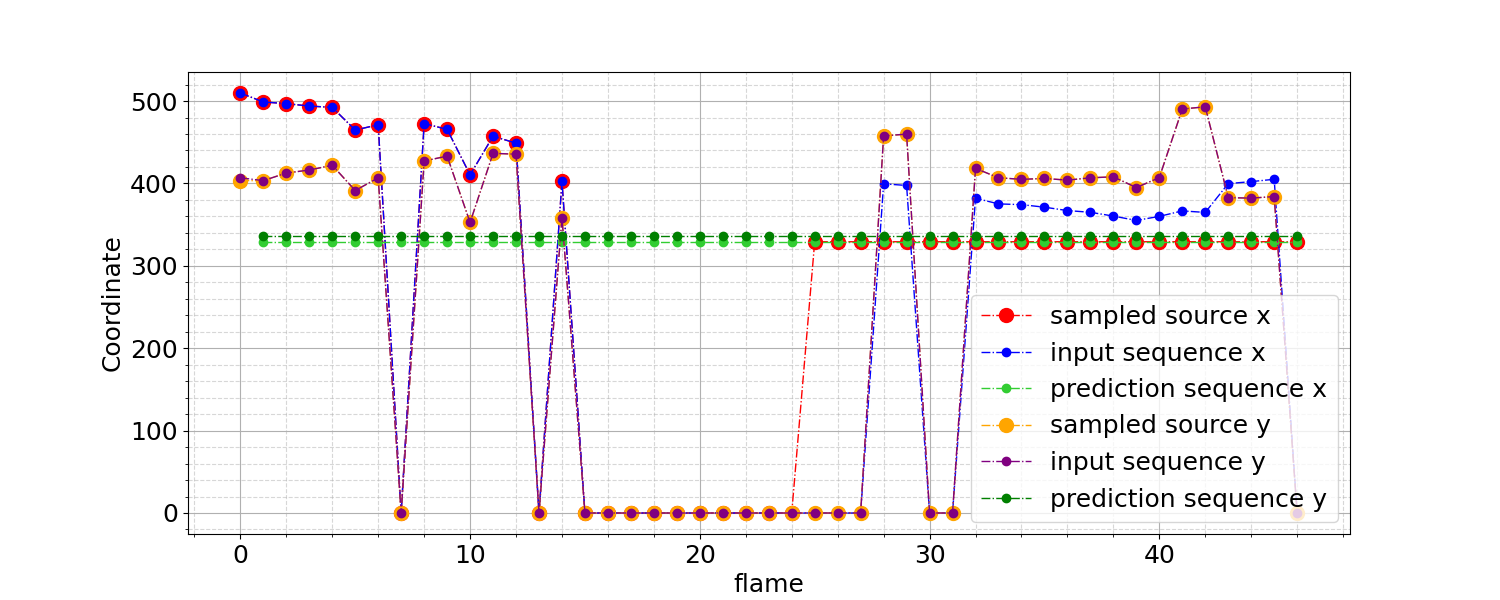 500
400
300
200
100
0
Coordinate
0 10 20 30 40
flame
sampled source x
input sequence x
prediction sequence x
sampled source y
input sequence y
prediction sequence y